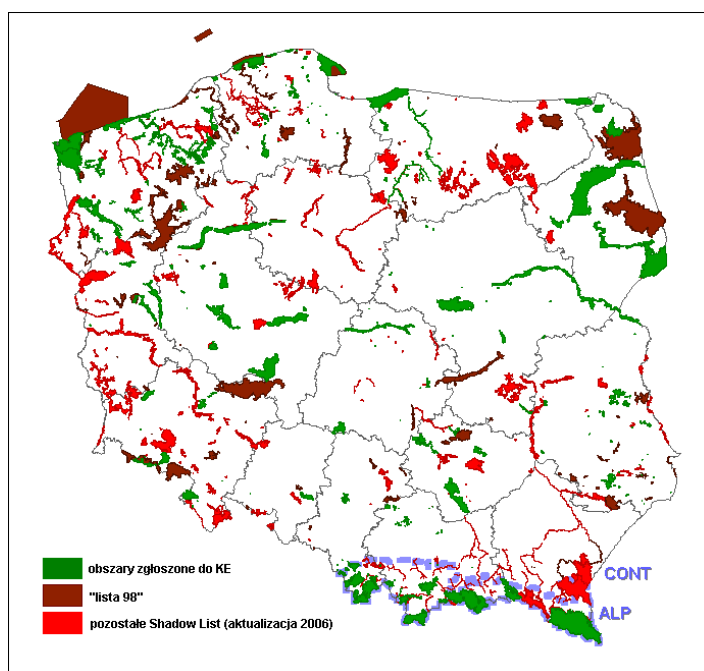 CONT
ALP
obszary zgłoszone do KE
"lista 98"
pozostałe Shadow List (aktualizacja 2006)